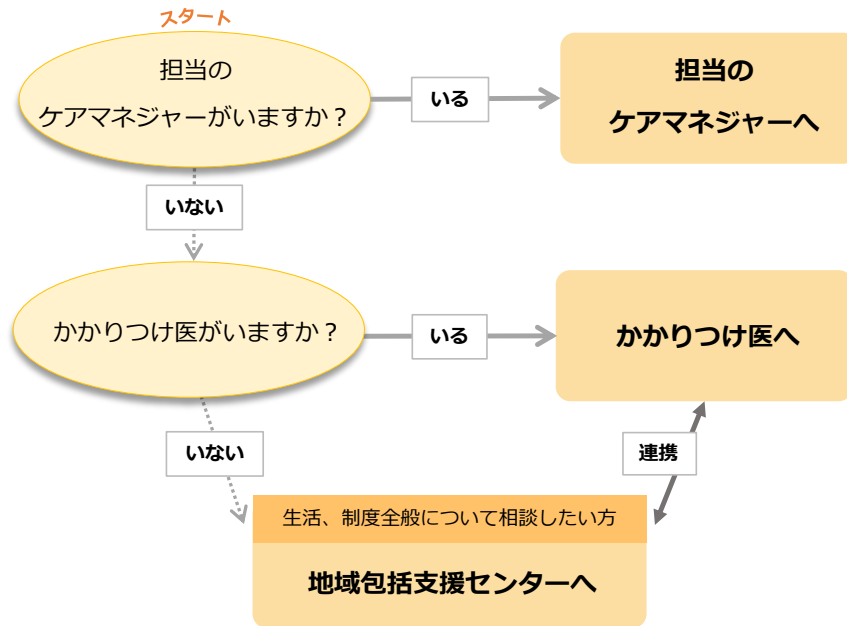 スタート
担当の
ケアマネジャーがいますか？
いる
担当の
ケアマネジャーへ
いない
かかりつけ医がいますか？
いる
かかりつけ医へ
いない
連携
生活、制度全般について相談したい方
地域包括支援センターへ